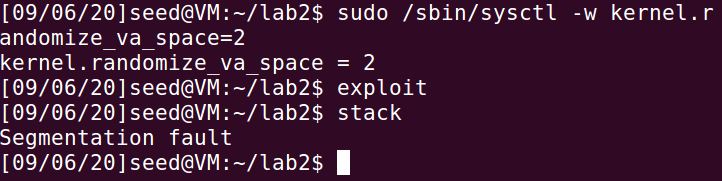 [09/06/20]seed@VM:~/lab2$ sudo /sbin/sysctl -w kernel.r
andomize_va_space=2
kernel.randomize_va_space = 2
[09/06/20]seed@VM:~/lab2$ exploit
[09/06/20]seed@VM:~/lab2$ stack
Segmentation fault
[09/06/20]seed@VM:~/lab2$